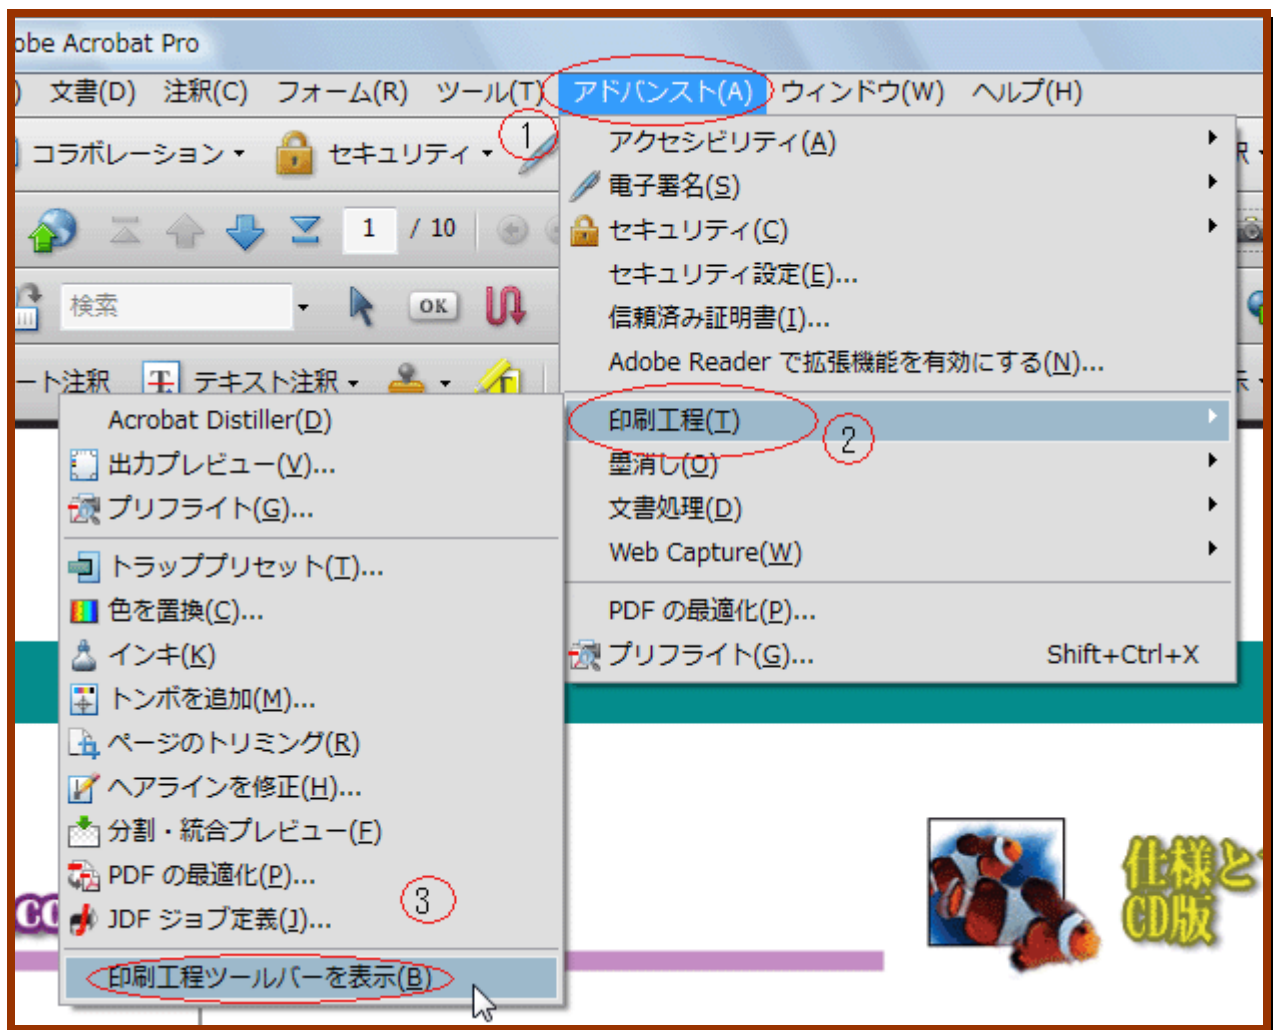 obe Acrobat Pro
) 文書(D) 注釈(C) フォーム(R) ツール(T) アドバンスト(A) ウィンドウ(W) ヘルプ(H)
コラボレーション セキュリティ
1
1 / 10
検索
OK
ート注釈 テキスト注釈
アクセシビリティ(A)
電子署名(S)
セキュリティ(C)
セキュリティ設定(E)...
信頼済み証明書(I)...
Adobe Reader で拡張機能を有効にする(N)...
印刷工程(T)
2
墨消し(O)
文書処理(D)
Web Capture(W)
PDF の最適化(P)...
プリフライト(G)... Shift+Ctrl+X
Acrobat Distiller(D)
出力プレビュー(V)...
プリフライト(G)...
トラッププリセット(T)...
色を置換(C)...
インキ(K)
トンボを追加(M)...
ページのトリミング(R)
ヘアラインを修正(H)...
分割・統合プレビュー(F)
PDF の最適化(P)...
JDF ジョブ定義(J)...
3
印刷工程ツールバーを表示(B)
仕様と
CD版